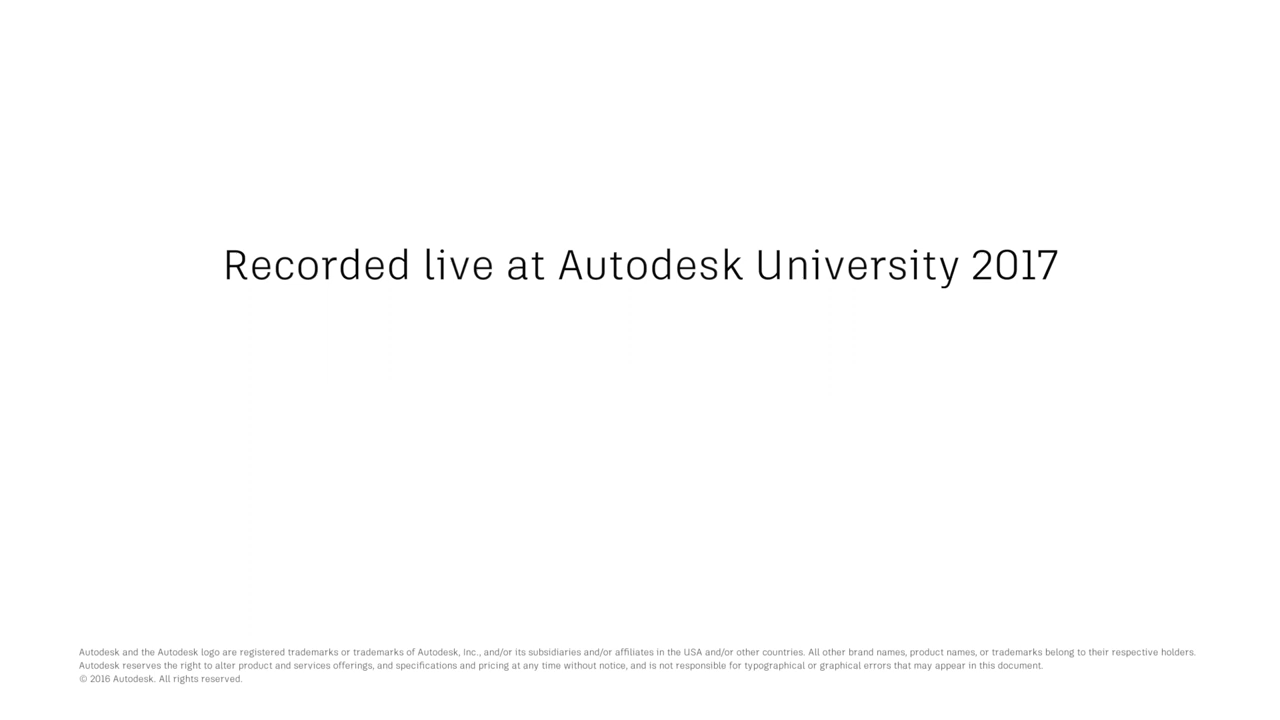 Recorded live at Autodesk University 2017
Autodesk and the Autodesk logo are registered trademarks or trademarks of Autodesk, Inc., and/or its subsidiaries and/or affiliates in the USA and/or other countries. All other brand names, product names, or trademarks belong to their respective holders.
Autodesk reserves the right to alter product and services offerings, and specifications and pricing at any time without notice, and is not responsible for typographical or graphical errors that may appear in this document.
© 2016 Autodesk. All rights reserved.